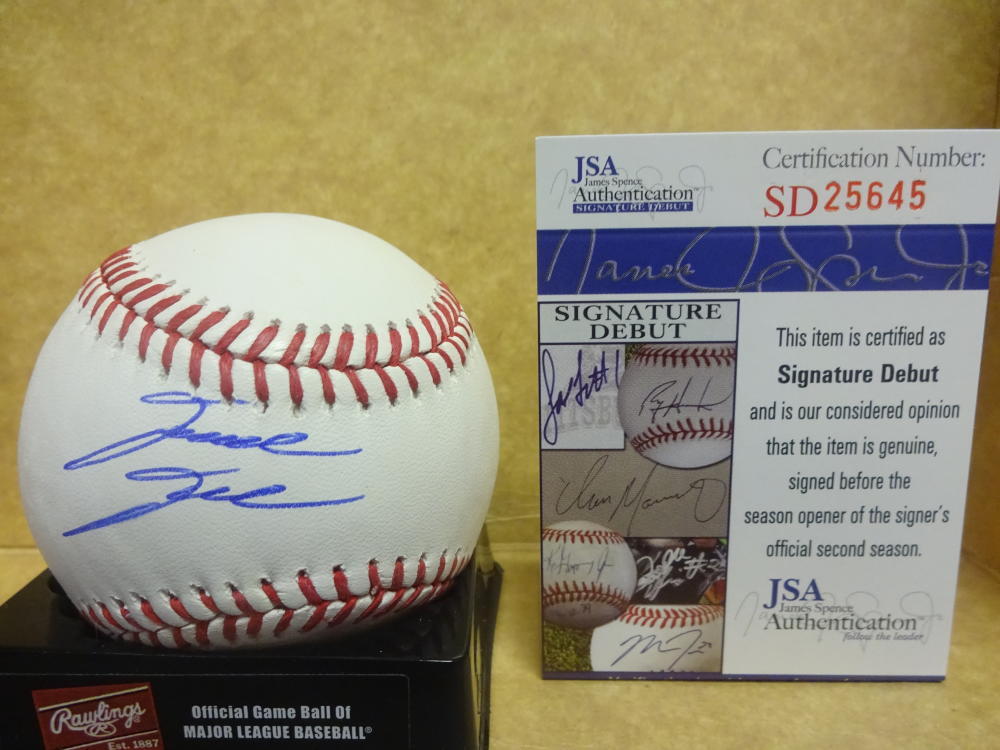 JSA
James Spence
Authentication
SIGNATURE DEBUT
Certification Number:
SD25645
SIGNATURE
DEBUT
This item is certified as
Signature Debut
and is our considered opinion
that the item is genuine,
signed before the
season opener of the signer's
official second season.
JSA
James Spence
Authentication™
follow the leader
Rawlings
R
Est. 1887
Official Game Ball Of
MAJOR LEAGUE BASEBALL®